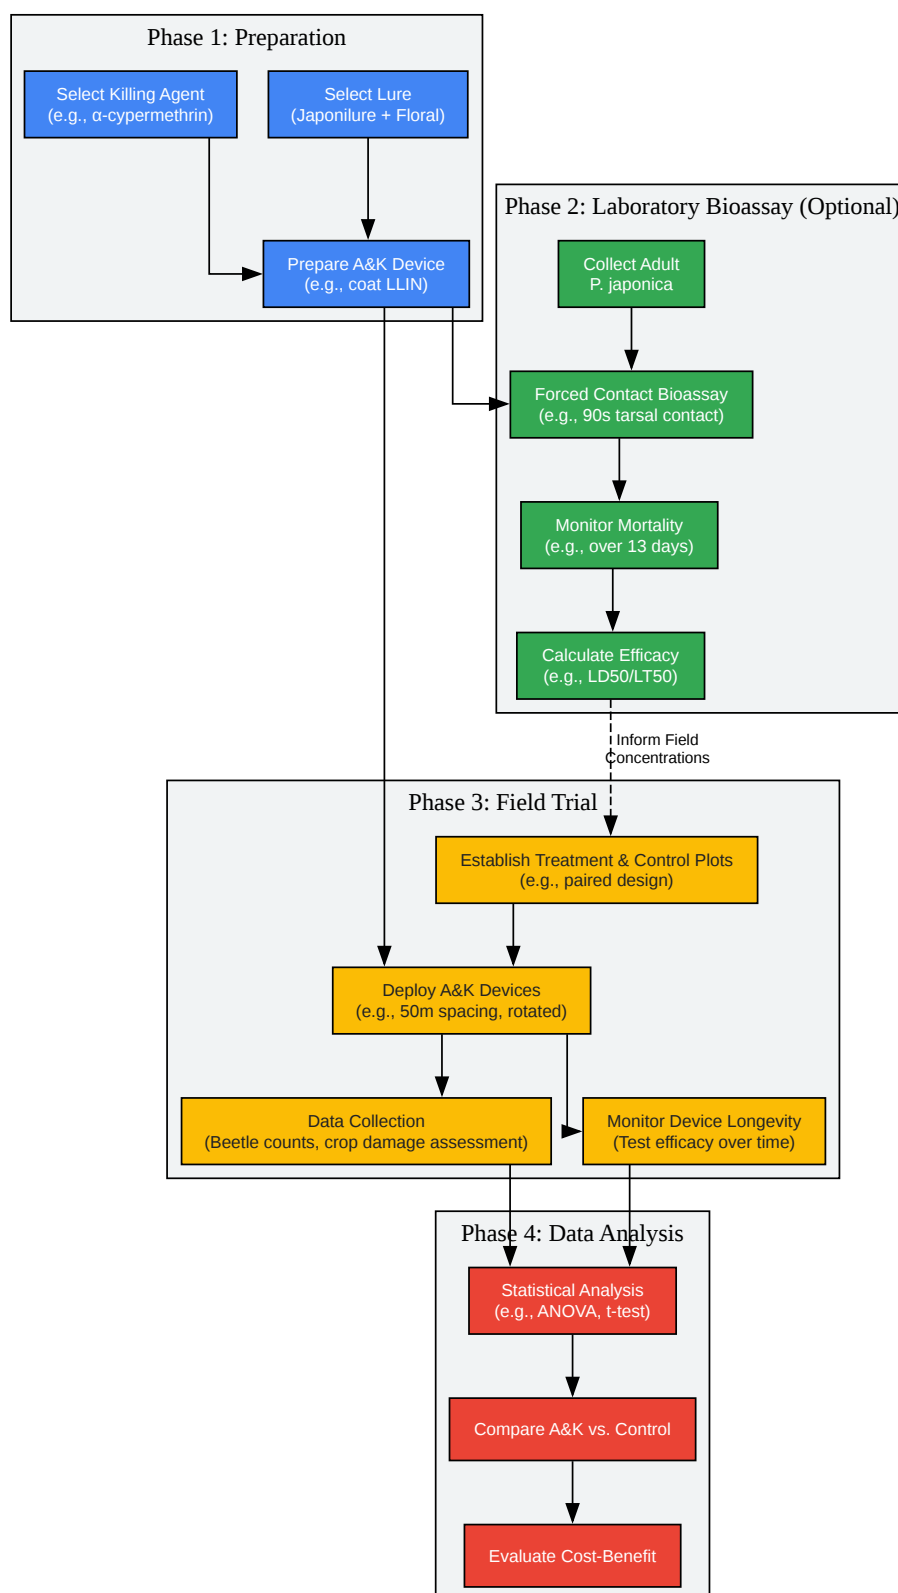 Phase 1: Preparation
Select Killing Agent
(e.g., α-cypermethrin)
Select Lure
(Japonilure + Floral)
Prepare A&K Device
(e.g., coat LLIN)
Phase 2: Laboratory Bioassay (Optional)
Collect Adult
P. japonica
Forced Contact Bioassay
(e.g., 90s tarsal contact)
Monitor Mortality
(e.g., over 13 days)
Calculate Efficacy
(e.g., LD50/LT50)
Inform Field
Concentrations
Phase 3: Field Trial
Establish Treatment & Control Plots
(e.g., paired design)
Deploy A&K Devices
(e.g., 50m spacing, rotated)
Data Collection
(Beetle counts, crop damage assessment)
Monitor Device Longevity
(Test efficacy over time)
Phase 4: Data Analysis
Statistical Analysis
(e.g., ANOVA, t-test)
Compare A&K vs. Control
Evaluate Cost-Benefit